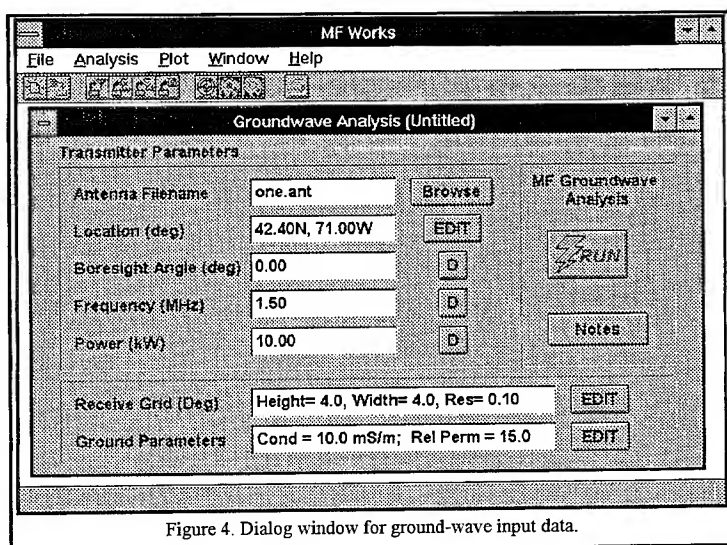 MF Works
File Analysis Plot Window Help
Groundwave Analysis (Untitled)
Transmitter Parameters
Antenna Filename one.ant Browse
MF Groundwave
Analysis
Location (deg) 42.40N, 71.00W EDIT
Boresight Angle (deg) 0.00 D
RUN
Frequency (MHz) 1.50 D
Power (kW) 10.00 D
Notes
Receive Grid (Deg) Height= 4.0, Width= 4.0, Res= 0.10 EDIT
Ground Parameters Cond = 10.0 mS/m; Rel Perm = 15.0 EDIT
Figure 4. Dialog window for ground-wave input data.